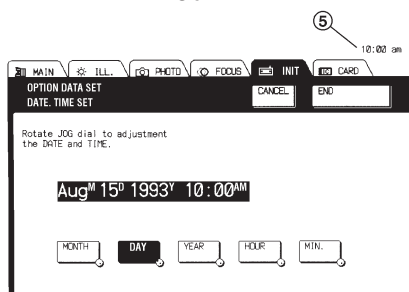 ⑤
10:00 am
MAIN ILL. PHOTO FOCUS INIT CARD
OPTION DATA SET CANCEL END
DATE. TIME SET
Rotate JOG dial to adjustment
the DATE and TIME.
Augᴹ 15ᴰ 1993ʸ 10:00ᴬᴹ
MONTH DAY YEAR HOUR MIN.